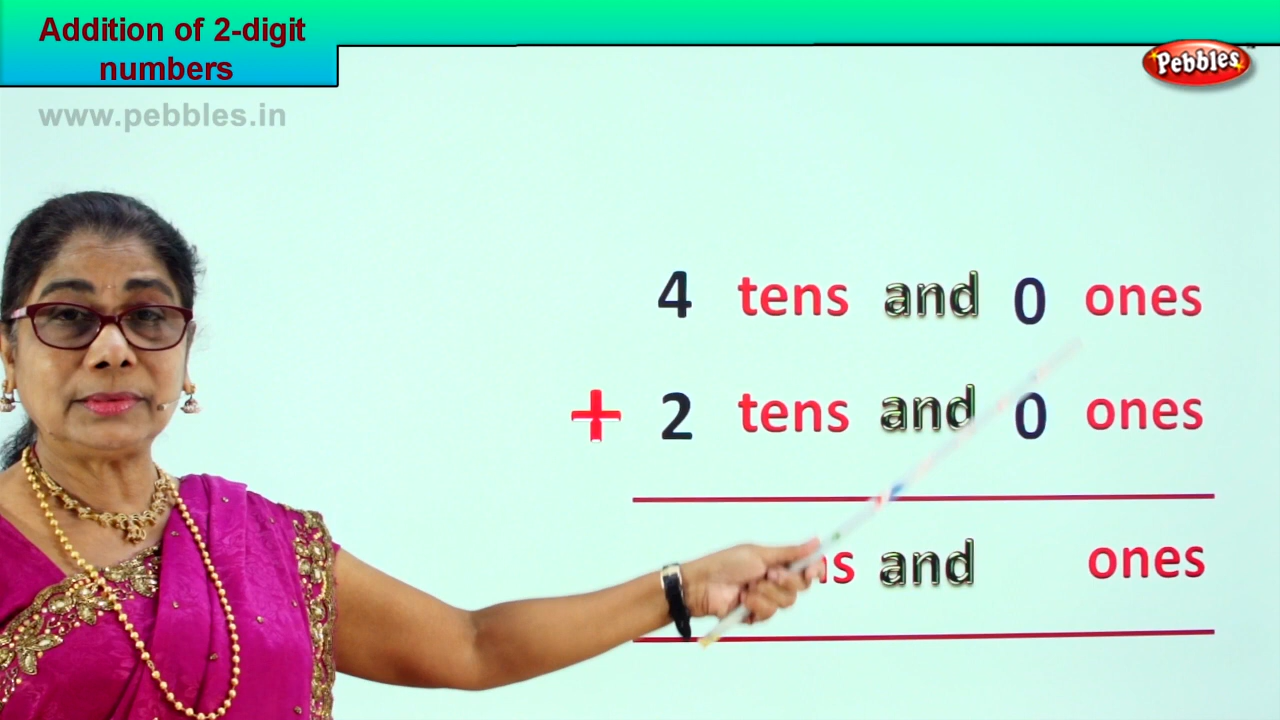 Addition of 2-digit
numbers
www.pebbles.in
Pebbles
4 tens and 0 ones
+ 2 tens and 0 ones
and ones